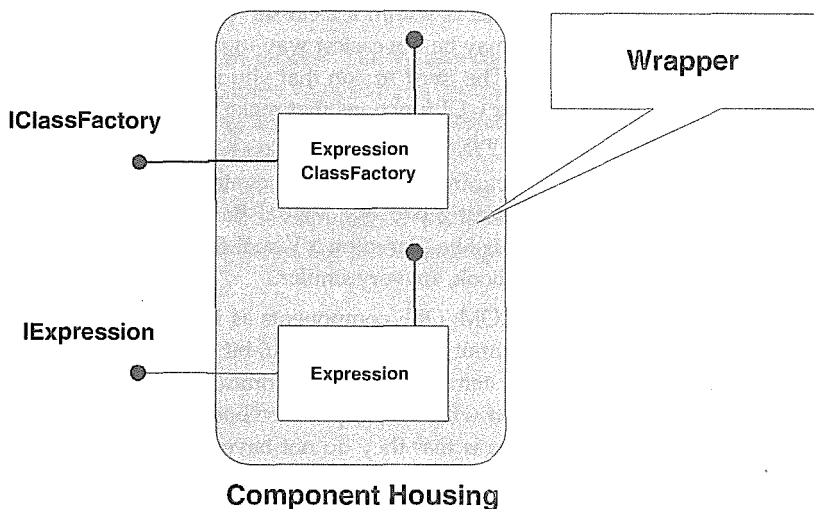 Wrapper
IClassFactory
Expression
ClassFactory
IExpression
Expression
Component Housing